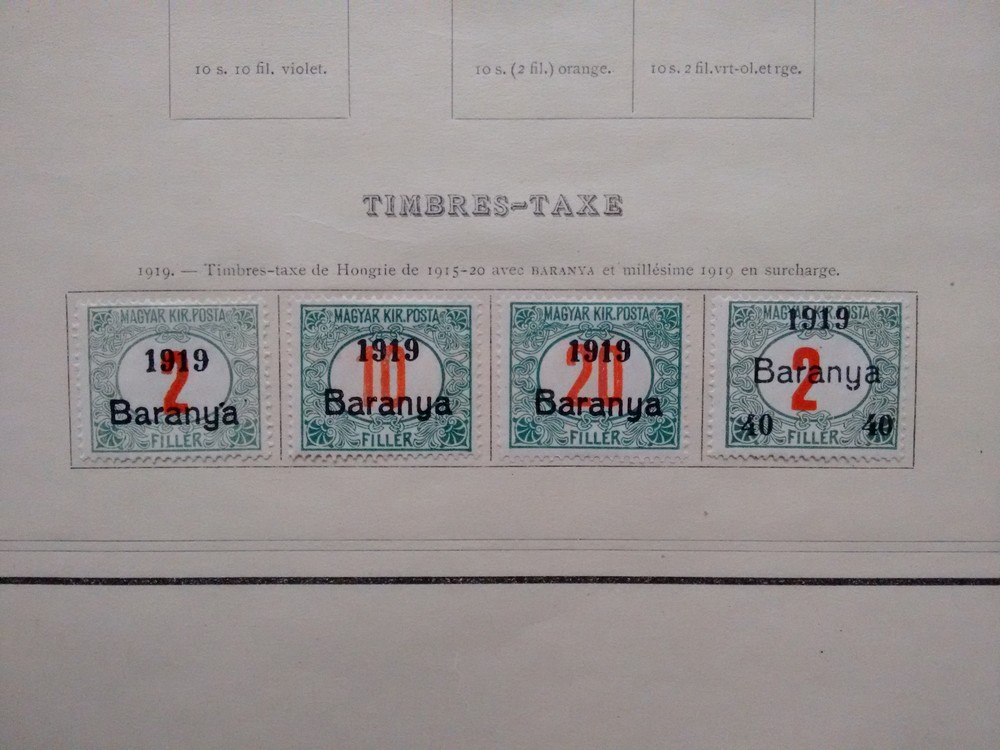 10 s. 10 fil. violet.
10 s. (2 fil.) orange.
10 s. 2 fil.vrt-ol.et rge.
TIMBRES-TAXE
1919. — Timbres-taxe de Hongrie de 1915-20 avec BARANYA et millésime 1919 en surcharge.
MAGYAR KIR. POSTA
1919
2
Baranya
FILLÉR
MAGYAR KIR. POSTA
1919
10
Baranya
FILLÉR
MAGYAR KIR. POSTA
1919
20
Baranya
FILLÉR
MAGYAR KIR. POSTA
1919
Baranya
2
40 FILLÉR 40